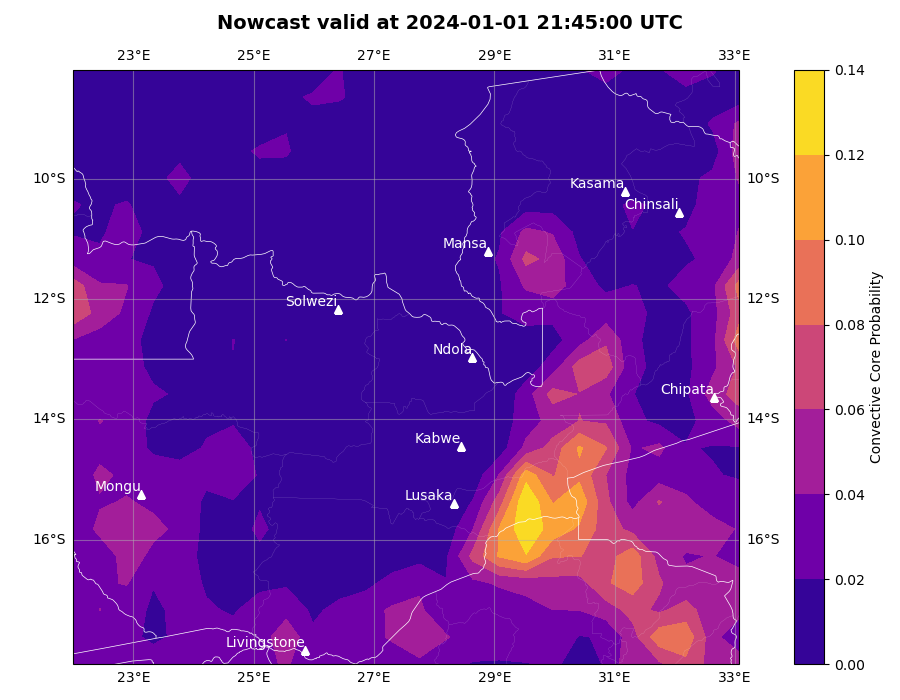 Nowcast valid at 2024-01-01 21:45:00 UTC
23°E 25°E 27°E 29°E 31°E 33°E
0.14
0.12
10°S 10°S
Kasama
Chinsali
0.10
Mansa
12°S 12°S
Solwezi
0.08
Ndola
Chipata
14°S 14°S
0.06
Kabwe
Mongu
Lusaka
0.04
16°S 16°S
0.02
Livingstone
0.00
23°E 25°E 27°E 29°E 31°E 33°E
Convective Core Probability